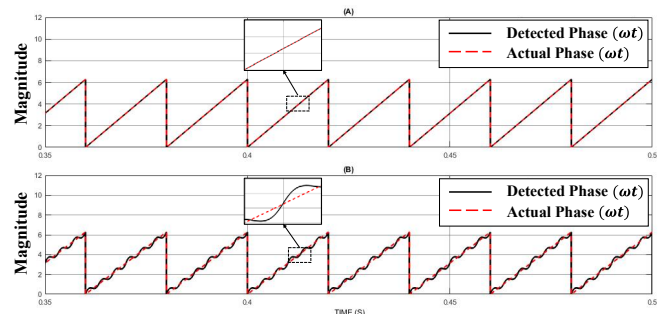 (A)
Magnitude
12
10
8
6
4
2
0
0.35
0.4
0.45
0.5
Detected Phase (ωt)
Actual Phase (ωt)
(B)
Magnitude
12
10
8
6
4
2
0
0.35
0.4
0.45
0.5
TIME (S)
Detected Phase (ωt)
Actual Phase (ωt)